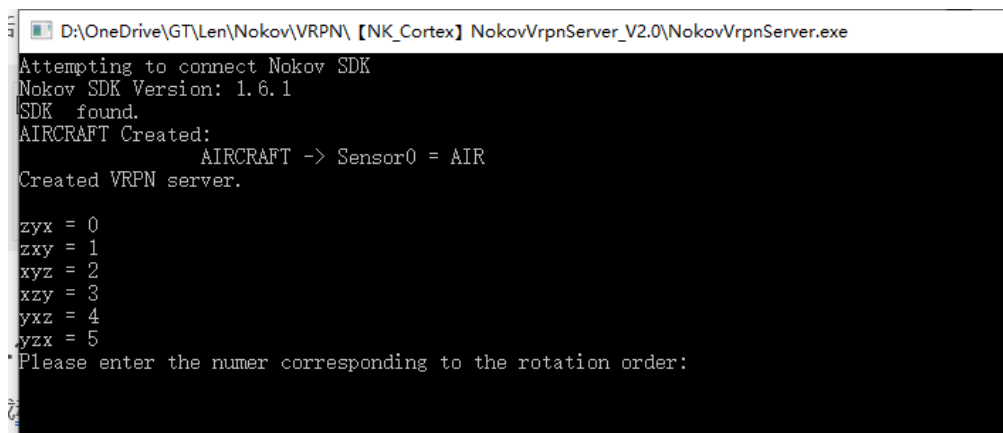 D:\OneDrive\GT\Len\Nokov\VRPN\【NK_Cortex】NokovVrpnServer_V2.0\NokovVrpnServer.exe
Attempting to connect Nokov SDK
Nokov SDK Version: 1.6.1
SDK  found.
AIRCRAFT Created:
AIRCRAFT -> Sensor0 = AIR
Created VRPN server.
zyx = 0
zxy = 1
xyz = 2
xzy = 3
yxz = 4
yzx = 5
Please enter the numer corresponding to the rotation order: